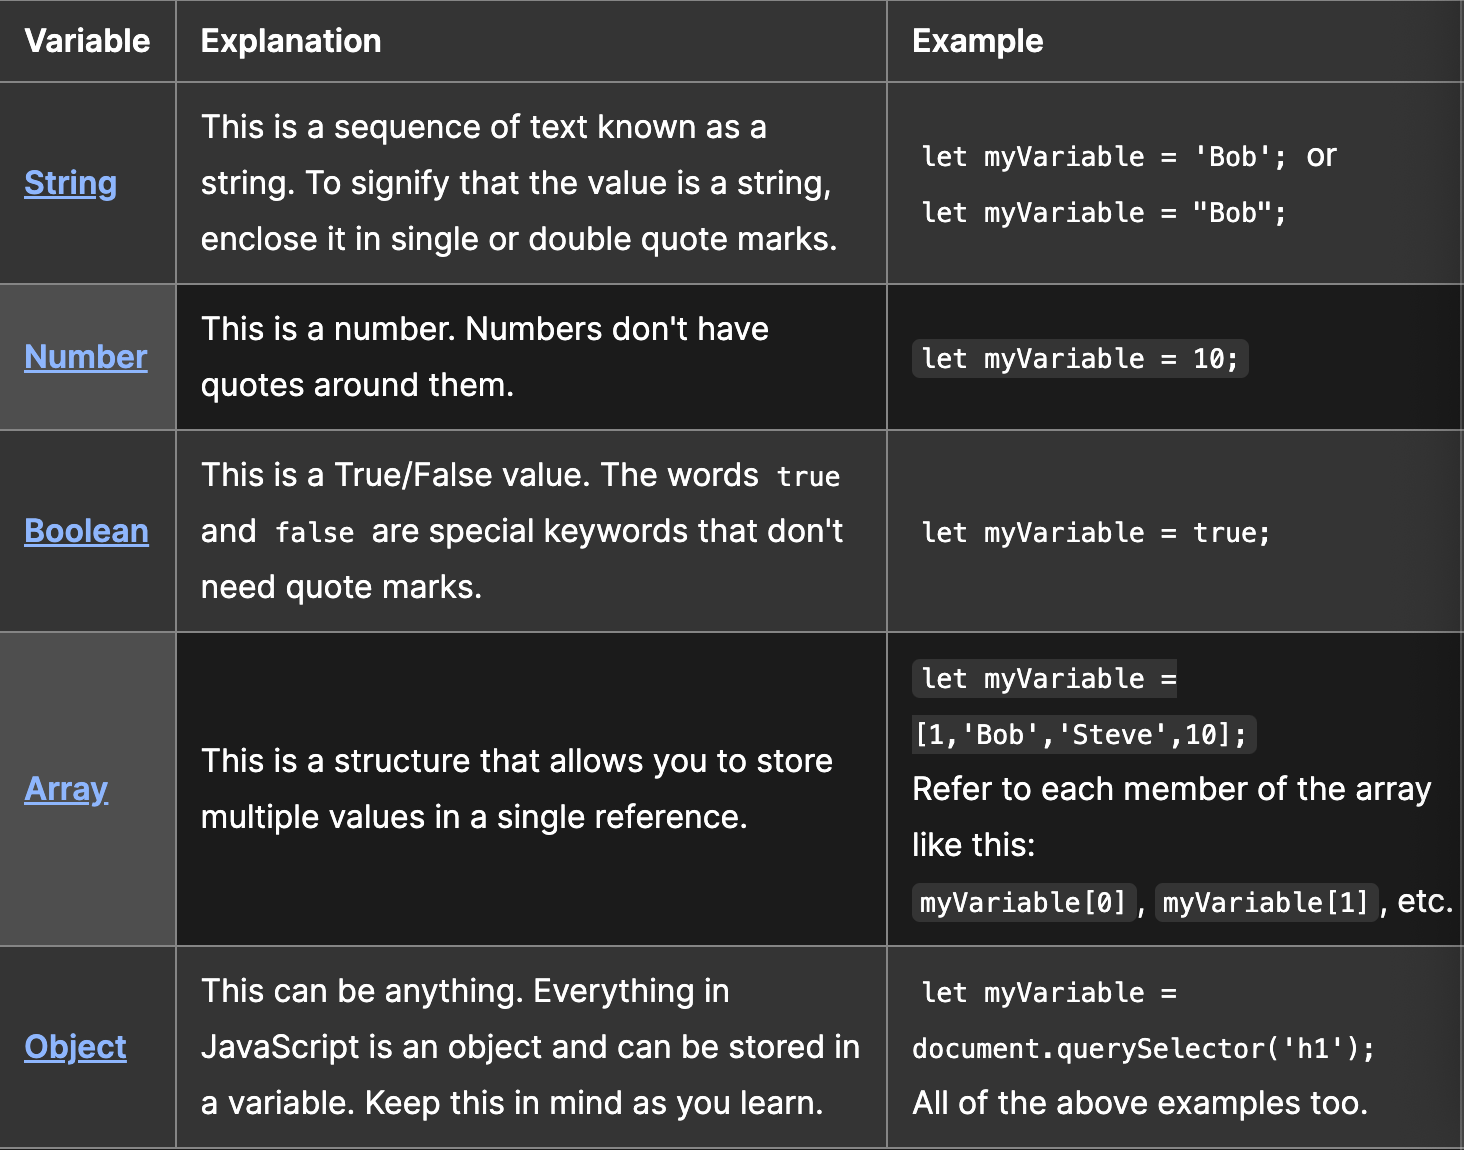 Variable Explanation Example
String
This is a sequence of text known as a
string. To signify that the value is a string,
enclose it in single or double quote marks.
let myVariable = 'Bob'; or
let myVariable = "Bob";
Number
This is a number. Numbers don't have
quotes around them.
let myVariable = 10;
Boolean
This is a True/False value. The words true
and false are special keywords that don't
need quote marks.
let myVariable = true;
Array
This is a structure that allows you to store
multiple values in a single reference.
let myVariable =
[1,'Bob','Steve',10];
Refer to each member of the array
like this:
myVariable[0], myVariable[1], etc.
Object
This can be anything. Everything in
JavaScript is an object and can be stored in
a variable. Keep this in mind as you learn.
let myVariable =
document.querySelector('h1');
All of the above examples too.